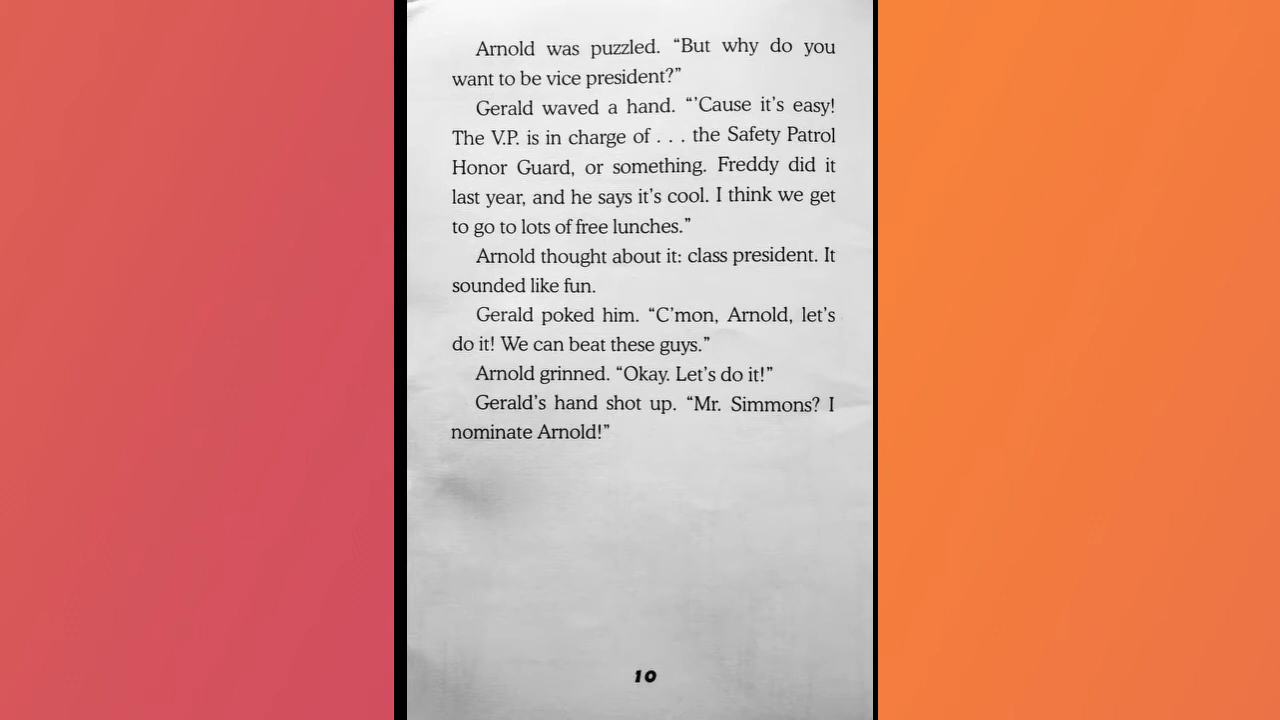 Arnold was puzzled. “But why do you
want to be vice president?”
Gerald waved a hand. “’Cause it’s easy!
The V.P. is in charge of . . . the Safety Patrol
Honor Guard, or something. Freddy did it
last year, and he says it’s cool. I think we get
to go to lots of free lunches.”
Arnold thought about it: class president. It
sounded like fun.
Gerald poked him. “C’mon, Arnold, let’s
do it! We can beat these guys.”
Arnold grinned. “Okay. Let’s do it!”
Gerald’s hand shot up. “Mr. Simmons? I
nominate Arnold!”
10